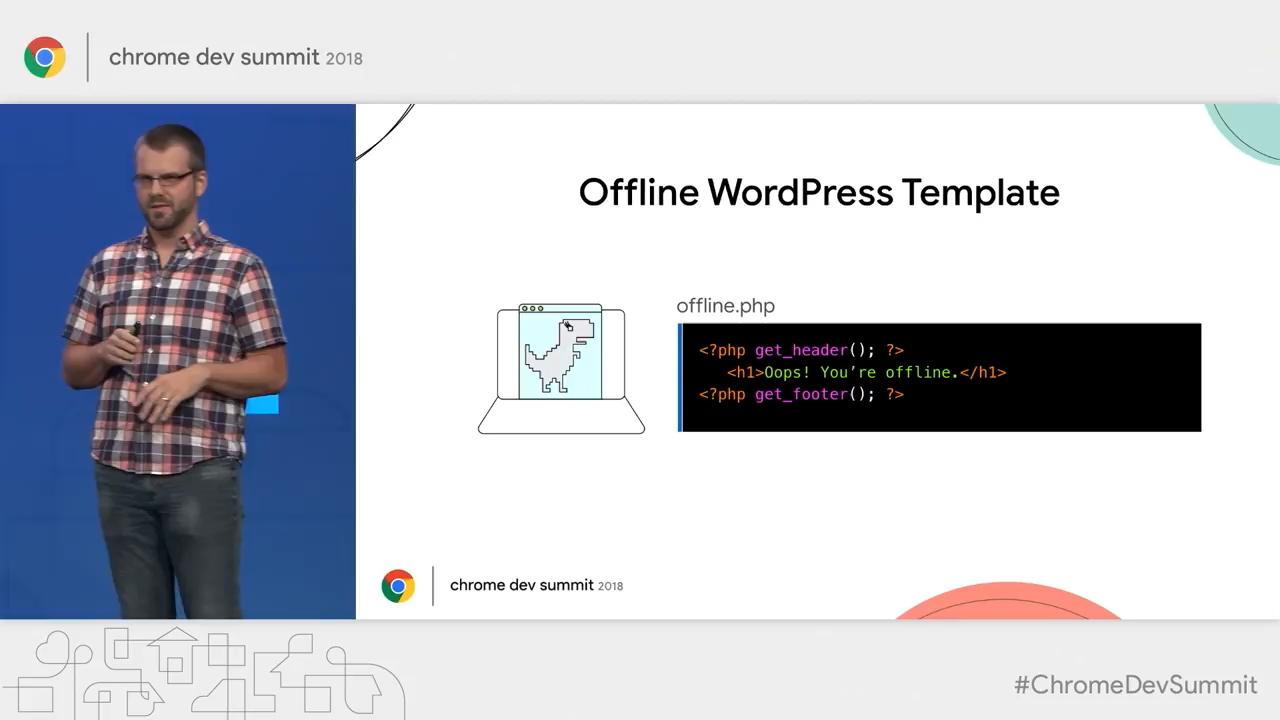 chrome dev summit 2018
Offline WordPress Template
offline.php
<?php get_header(); ?>
<h1>Oops! You’re offline.</h1>
<?php get_footer(); ?>
chrome dev summit 2018
#ChromeDevSummit